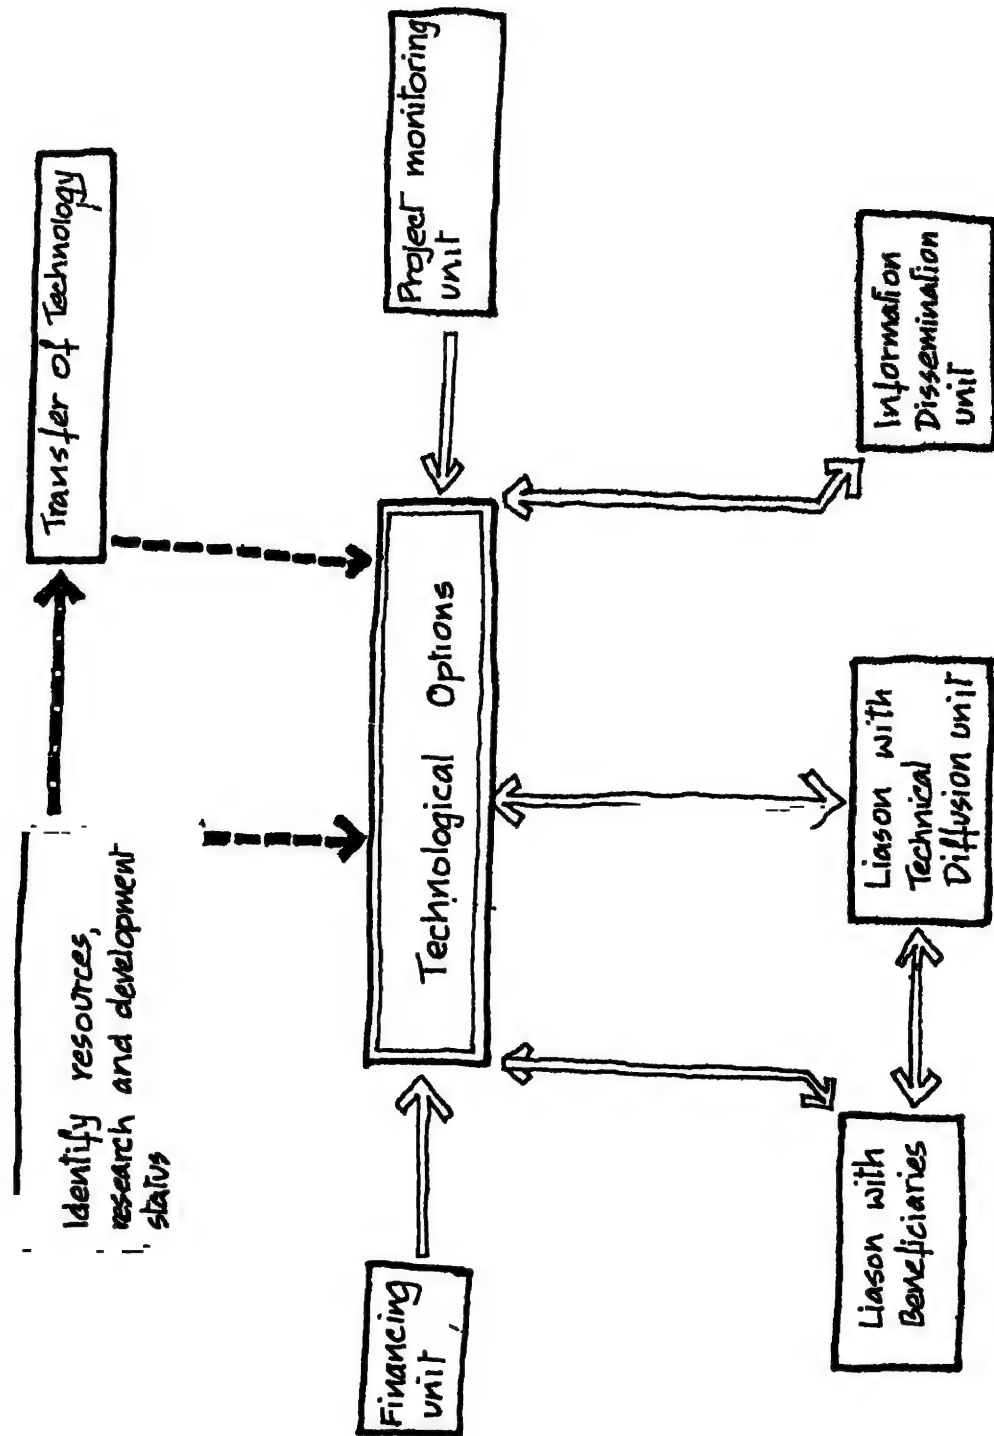 Identify resources,
research and development
status
Transfer of Technology
Financing
unit
Technological Options
Project monitoring
unit
Liason with
Beneficiaries
Liason with
Technical
Diffusion unit
Information
Dissemination
unit